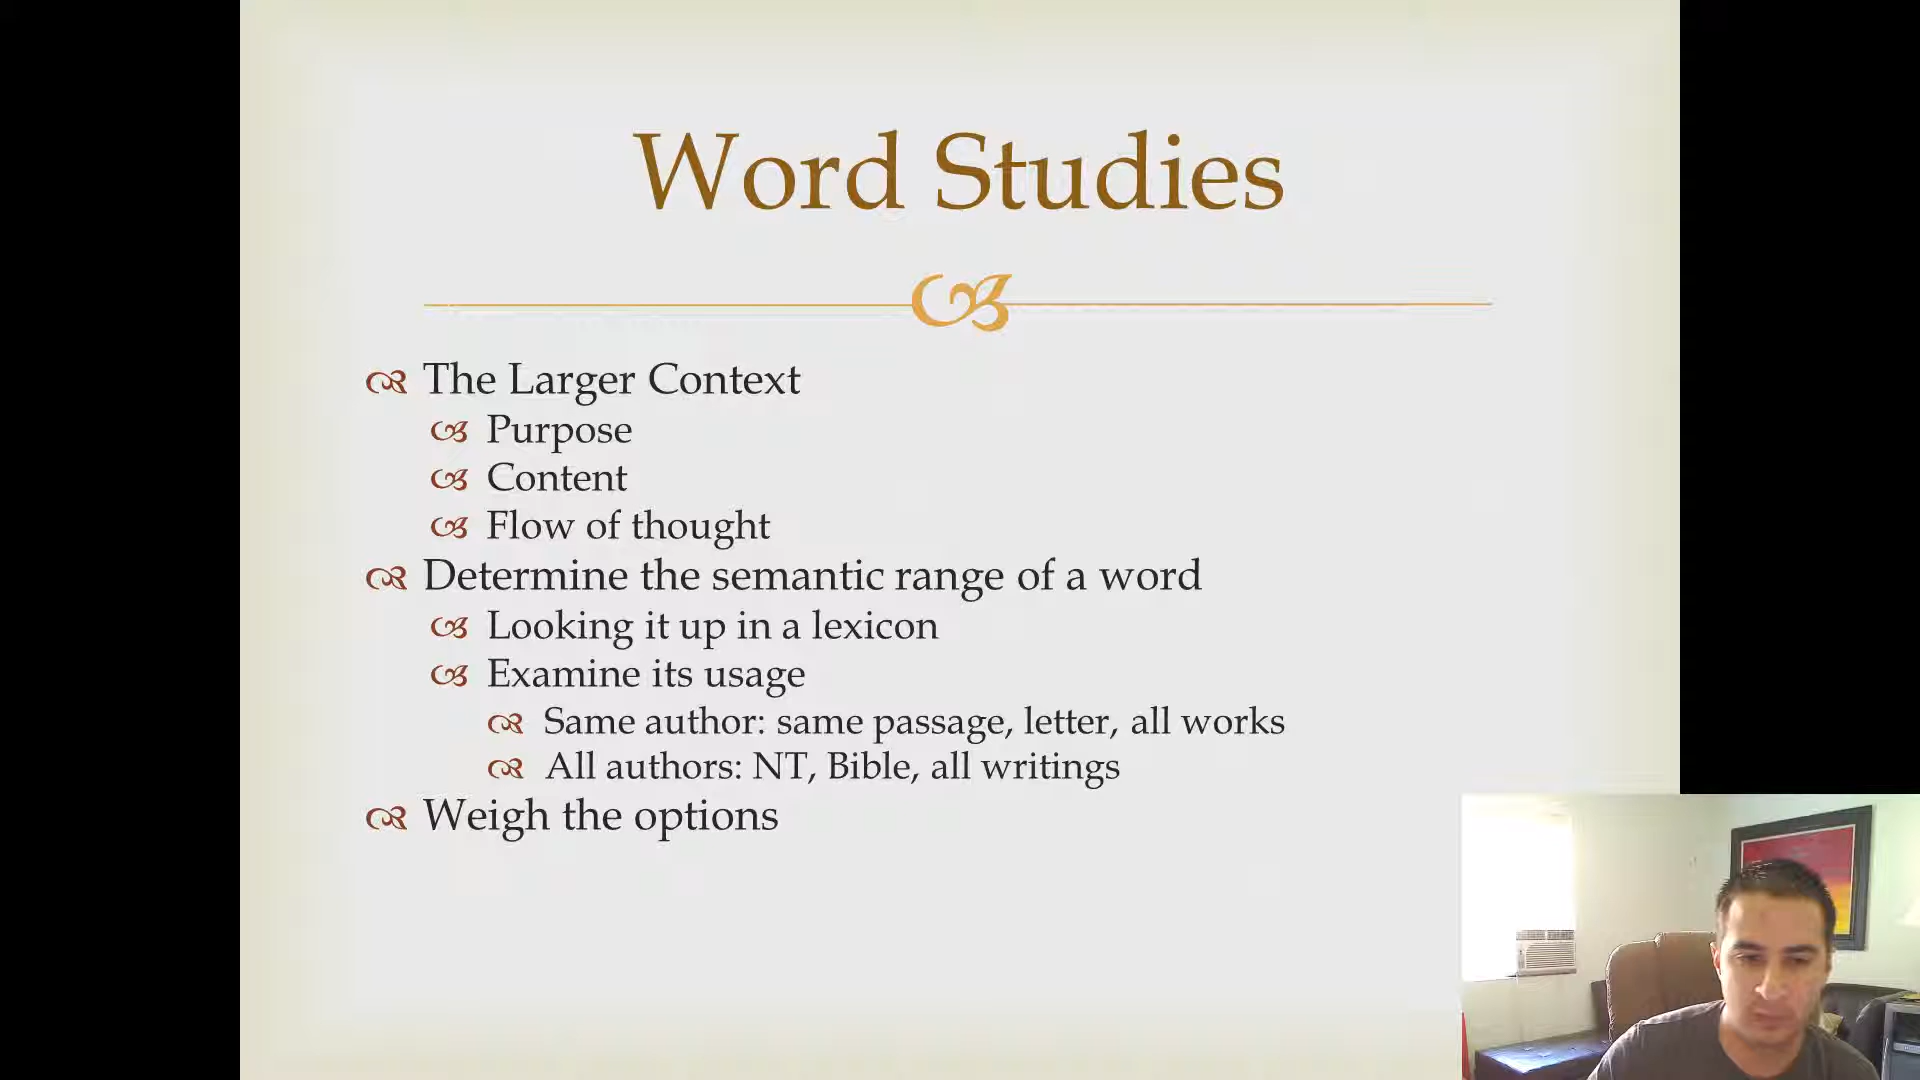 Word Studies
The Larger Context
Purpose
Content
Flow of thought
Determine the semantic range of a word
Looking it up in a lexicon
Examine its usage
Same author: same passage, letter, all works
All authors: NT, Bible, all writings
Weigh the options